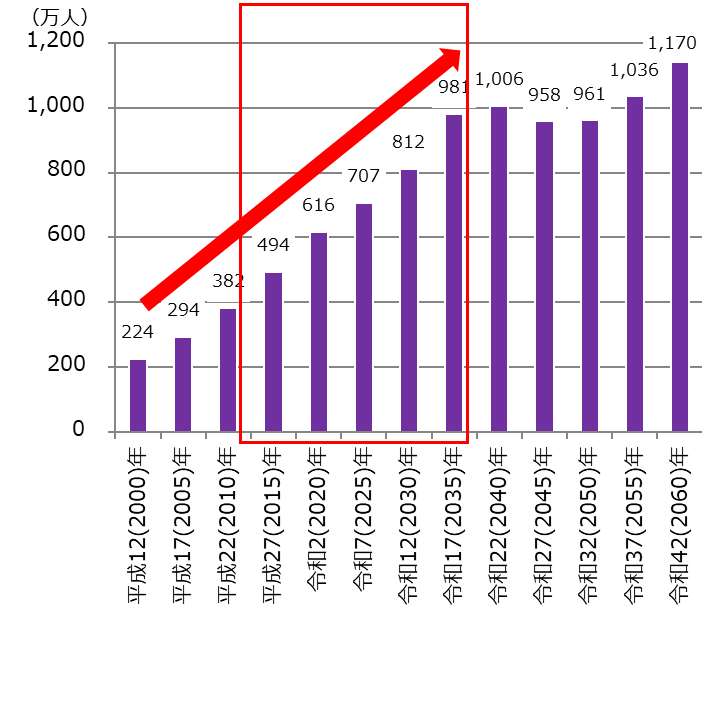 （万人）
1,200
1,000
800
600
400
200
0
224
294
382
494
616
707
812
981
1,006
958
961
1,036
1,170
平成12(2000)年
平成17(2005)年
平成22(2010)年
平成27(2015)年
令和2(2020)年
令和7(2025)年
令和12(2030)年
令和17(2035)年
令和22(2040)年
令和27(2045)年
令和32(2050)年
令和37(2055)年
令和42(2060)年